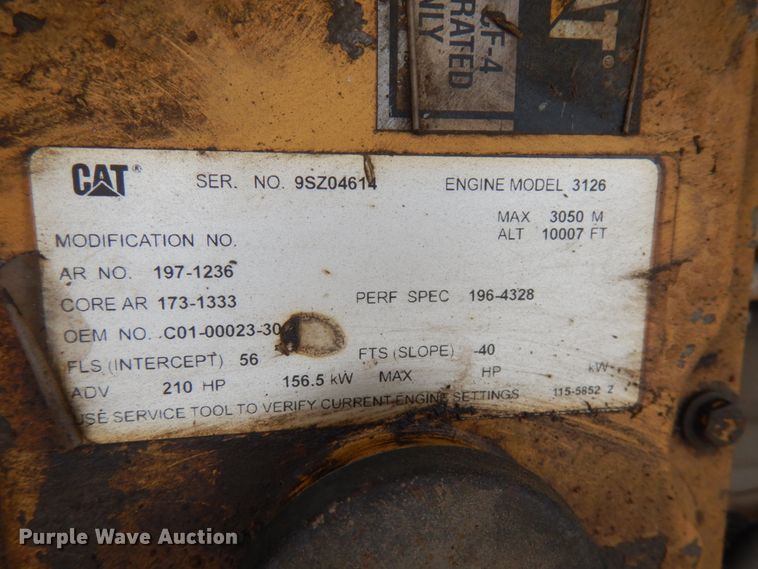 CF-4
RATED
ONLY
CAT® SER. NO. 9SZ04614 ENGINE MODEL 3126
MAX 3050 M
ALT 10007 FT
MODIFICATION NO.
AR NO. 197-1236
CORE AR 173-1333 PERF SPEC 196-4328
OEM NO. C01-00023-30
FLS (INTERCEPT) 56 FTS (SLOPE) -40
ADV 210 HP 156.5 kW MAX HP kW
USE SERVICE TOOL TO VERIFY CURRENT ENGINE SETTINGS 115-5852 2
Purple Wave Auction